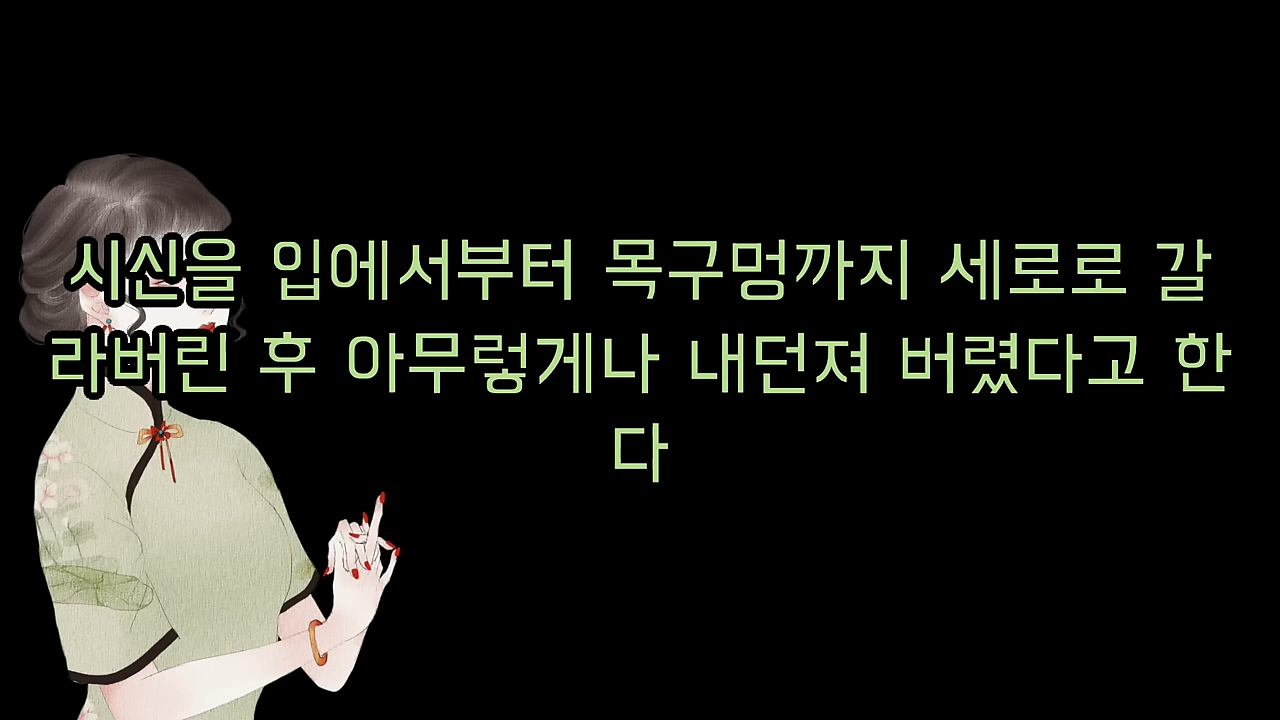 시신을 입에서부터 목구멍까지 세로로 갈
라버린 후 아무렇게나 내던져 버렸다고 한
다